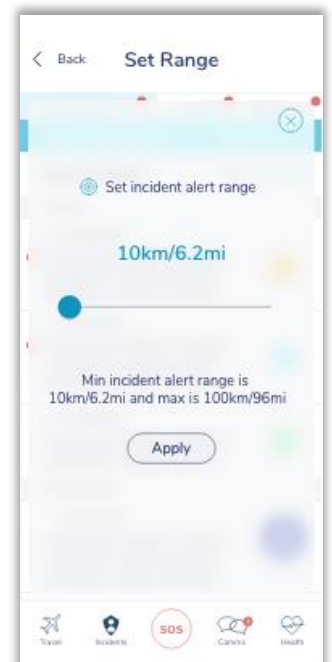 Back Set Range
Set incident alert range
10km/6.2mi
Min incident alert range is
10km/6.2mi and max is 100km/96mi
Apply
SOS
Travel Incidents Comms Health